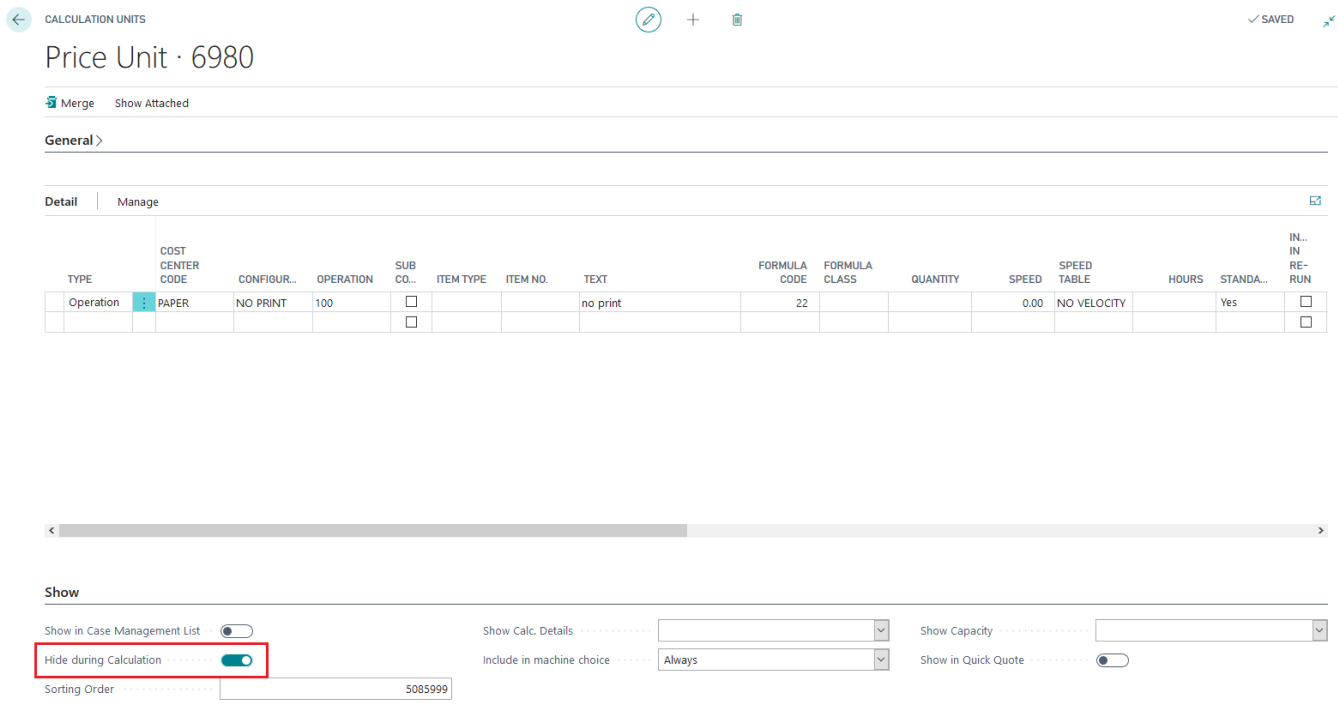 CALCULATION UNITS
SAVED
Price Unit · 6980
Merge Show Attached
General
Detail Manage
TYPE COST CENTER CODE CONFIGUR... OPERATION SUB CO... ITEM TYPE ITEM NO. TEXT FORMULA CODE FORMULA CLASS QUANTITY SPEED SPEED TABLE HOURS STANDA... IN... IN RE-RUN
Operation PAPER NO PRINT 100 no print 22 0.00 NO VELOCITY Yes
Show
Show in Case Management List Show Calc. Details Show Capacity
Hide during Calculation Include in machine choice Always Show in Quick Quote
Sorting Order 5085999